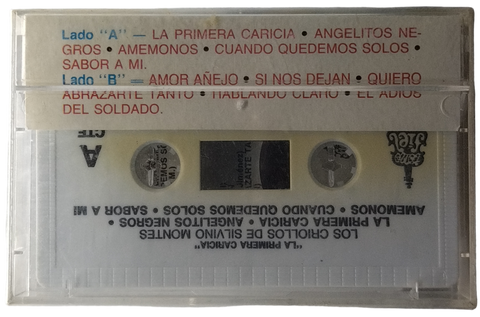 Lado "A" — LA PRIMERA CARICIA • ANGELITOS NE-
GROS • AMEMONOS • CUANDO QUEDEMOS SOLOS •
SABOR A MI.
Lado "B" — AMOR AÑEJO • SI NOS DEJAN • QUIERO
ABRAZARTE TANTO • HABLANDO CLARO • EL ADIOS
DEL SOLDADO.
A
"LA PRIMERA CARICIA"
LOS CRIOLLOS DE SILVINO MONTES
LA PRIMERA CARICIA • ANGELITOS NEGROS •
AMEMONOS • CUANDO QUEDEMOS SOLOS • SABOR A MI